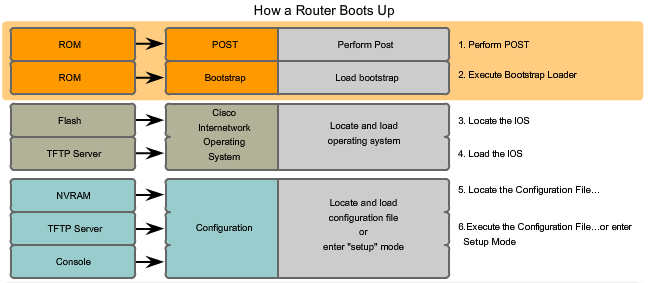 How a Router Boots Up
ROM
POST
Perform Post
1. Perform POST
ROM
Bootstrap
Load bootstrap
2. Execute Bootstrap Loader
Flash
TFTP Server
Cisco
Internetwork
Operating
System
Locate and load
operating system
3. Locate the IOS
4. Load the IOS
NVRAM
TFTP Server
Console
Configuration
Locate and load
configuration file
or
enter "setup" mode
5. Locate the Configuration File...
6.Execute the Configuration File...or enter
Setup Mode